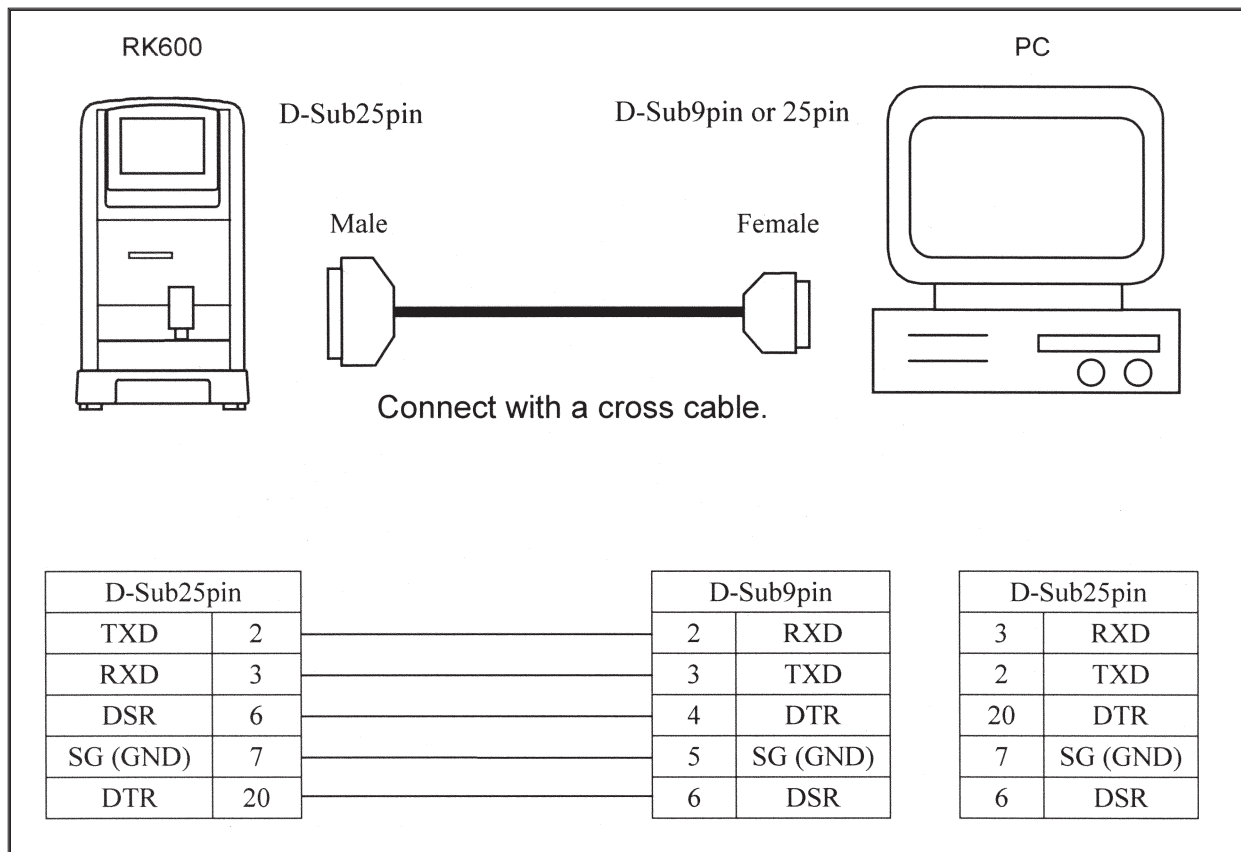 RK600
PC
D-Sub25pin
D-Sub9pin or 25pin
Male
Female
Connect with a cross cable.
D-Sub25pin
TXD 2
RXD 3
DSR 6
SG (GND) 7
DTR 20
D-Sub9pin
2 RXD
3 TXD
4 DTR
5 SG (GND)
6 DSR
D-Sub25pin
3 RXD
2 TXD
20 DTR
7 SG (GND)
6 DSR